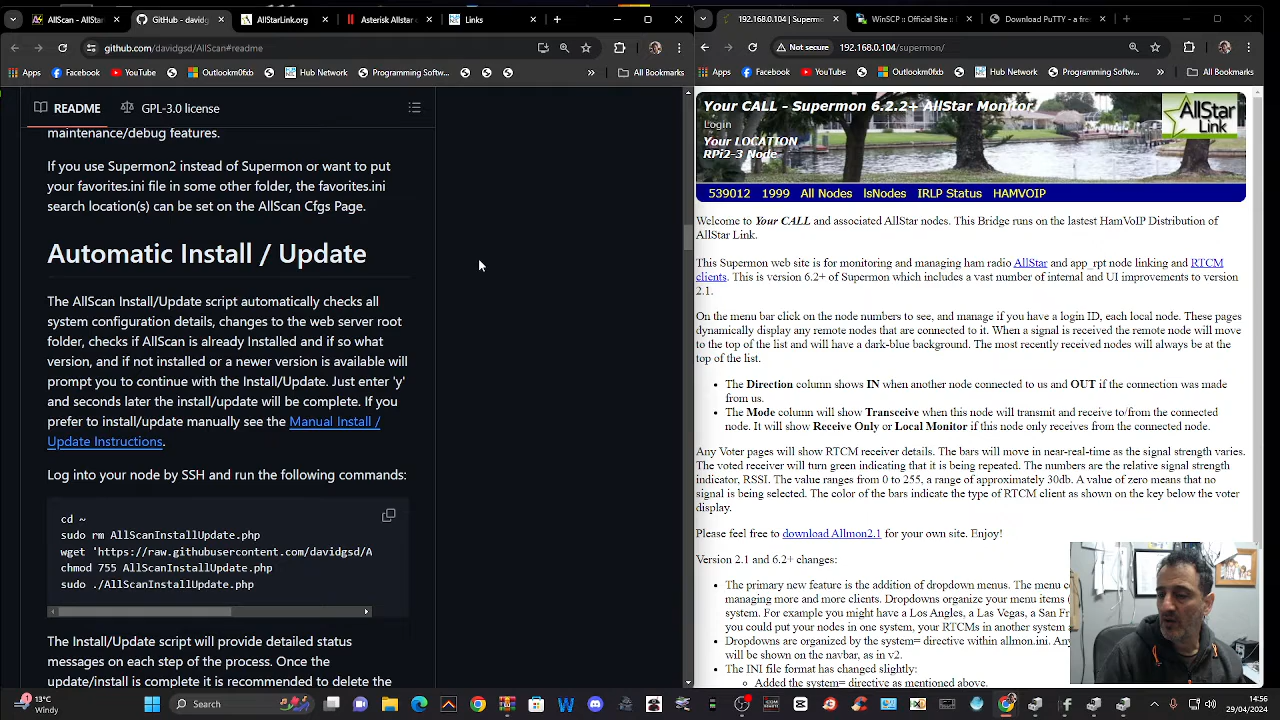 AllScan -
GitHub - davidg
AllStarLink.org
Asterisk Allstar
Links
192.168.0.104 | Superm
WinSCP :: Official Site :
Download PuTTY - a fre
github.com/davidgsd/AllScan#readme
Not secure
192.168.0.104/supermon/
Apps
Facebook
YouTube
Outlookm0fxb
Hub Network
Programming Softw...
»
All Bookmarks
Apps
Facebook
YouTube
Outlookm0fxb
Hub Network
Programming Softw...
»
All Bookmarks
README
GPL-3.0 license
maintenance/debug features.
If you use Supermon2 instead of Supermon or want to put
your favorites.ini file in some other folder, the favorites.ini
search location(s) can be set on the AllScan Cfgs Page.
Automatic Install / Update
The AllScan Install/Update script automatically checks all
system configuration details, changes to the web server root
folder, checks if AllScan is already Installed and if so what
version, and if not installed or a newer version is available will
prompt you to continue with the Install/Update. Just enter 'y'
and seconds later the install/update will be complete. If you
prefer to install/update manually see the Manual Install /
Update Instructions.
Log into your node by SSH and run the following commands:
cd ~
sudo rm AllScanInstallUpdate.php
wget 'https://raw.githubusercontent.com/davidgsd/A
chmod 755 AllScanInstallUpdate.php
sudo ./AllScanInstallUpdate.php
The Install/Update script will provide detailed status
messages on each step of the process. Once the
update/install is complete it is recommended to delete the
Your CALL - Supermon 6.2.2+ AllStar Monitor
Login
Your LOCATION
RPi2-3 Node
AllStar
Link
539012 1999 All Nodes lsNodes IRLP Status HAMVOIP
Welcome to Your CALL and associated AllStar nodes. This Bridge runs on the lastest HamVoIP Distribution of
AllStar Link.
This Supermon web site is for monitoring and managing ham radio AllStar and app_rpt node linking and RTCM
clients. This is version 6.2+ of Supermon which includes a vast number of internal and UI improvements to version
2.1.
On the menu bar click on the node numbers to see, and manage if you have a login ID, each local node. These pages
dynamically display any remote nodes that are connected to it. When a signal is received the remote node will move
to the top of the list and will have a dark-blue background. The most recently received nodes will always be at the
top of the list.
• The Direction column shows IN when another node connected to us and OUT if the connection was made
from us.
• The Mode column will show Transceive when this node will transmit and receive to/from the connected
node. It will show Receive Only or Local Monitor if this node only receives from the connected node.
Any Voter pages will show RTCM receiver details. The bars will move in near-real-time as the signal strength varies.
The voted receiver will turn green indicating that it is being repeated. The numbers are the relative signal strength
indicator, RSSI. The value ranges from 0 to 255, a range of approximately 30db. A value of zero means that no
signal is being selected. The color of the bars indicate the type of RTCM client as shown on the key below the voter
display.
Please feel free to download Allmon2.1 for your own site. Enjoy!
Version 2.1 and 6.2+ changes:
• The primary new feature is the addition of dropdown menus. The menu c
managing more and more clients. Dropdowns organize your menu items (
system. For example you might have a Los Angles, a Las Vegas, a San Fr
you could put your nodes in one system, your RTCMs in another system
• Dropdowns are organized by the system= directive within allmon.ini. Any
will be shown on the navbar, as in v2.
• The INI file format has changed slightly:
○ Added the system= directive as mentioned above.
13°C
Windy
Search
14:56
29/04/2024